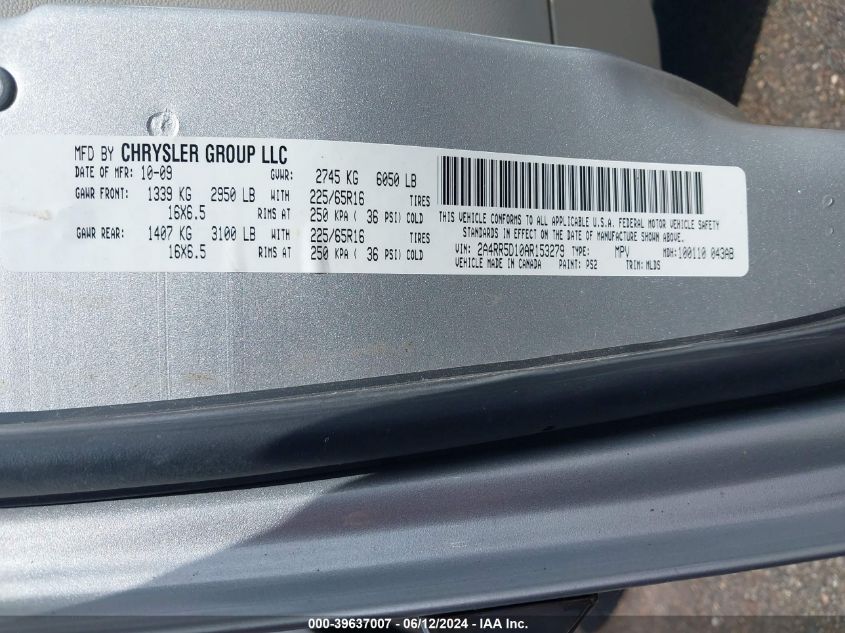 MFD BY CHRYSLER GROUP LLC
DATE OF MFR: 10-09 GVWR: 2745 KG 6050 LB
GAWR FRONT: 1339 KG 2950 LB WITH 225/65R16 TIRES
16X6.5 RIMS AT 250 KPA ( 36 PSI) COLD
GAWR REAR: 1407 KG 3100 LB WITH 225/65R16 TIRES
16X6.5 RIMS AT 250 KPA ( 36 PSI) COLD
THIS VEHICLE CONFORMS TO ALL APPLICABLE U.S.A. FEDERAL MOTOR VEHICLE SAFETY
STANDARDS IN EFFECT ON THE DATE OF MANUFACTURE SHOWN ABOVE.
VIN: 2A4RR5D10AR153279 TYPE: MPV MDH:100110 043AB
VEHICLE MADE IN CANADA PAINT: PS2 TRIM: MLDS
000-39637007 - 06/12/2024 - IAAI.com